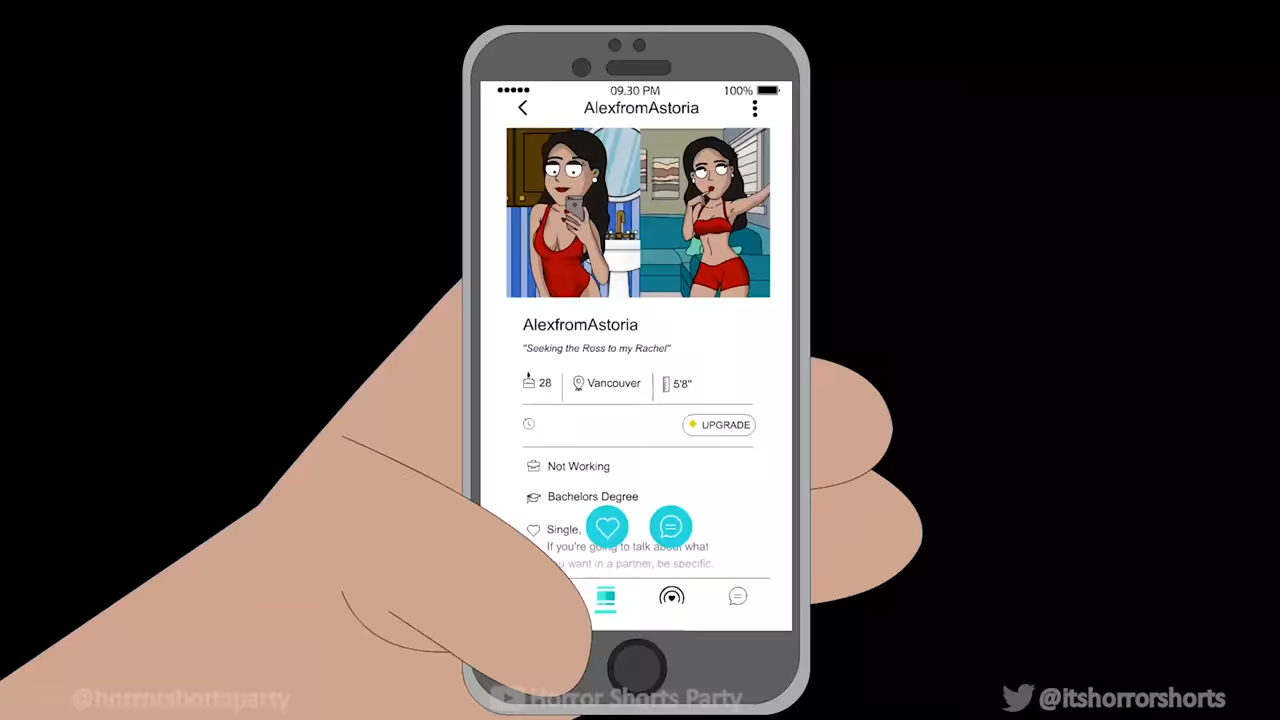 09.30 PM 100%
AlexfromAstoria
AlexfromAstoria
"Seeking the Ross to my Rachel"
28 Vancouver 5'8"
UPGRADE
Not Working
Bachelors Degree
Single,
If you're going to talk about what
you want in a partner, be specific.
@horrorshortsparty Horror Shorts Party @itshorrorshorts